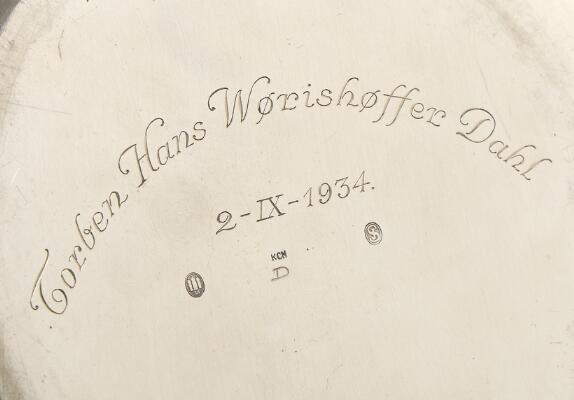 Torben Hans Wørishøffer Dahl
2-IX-1934.
S
KCM
D